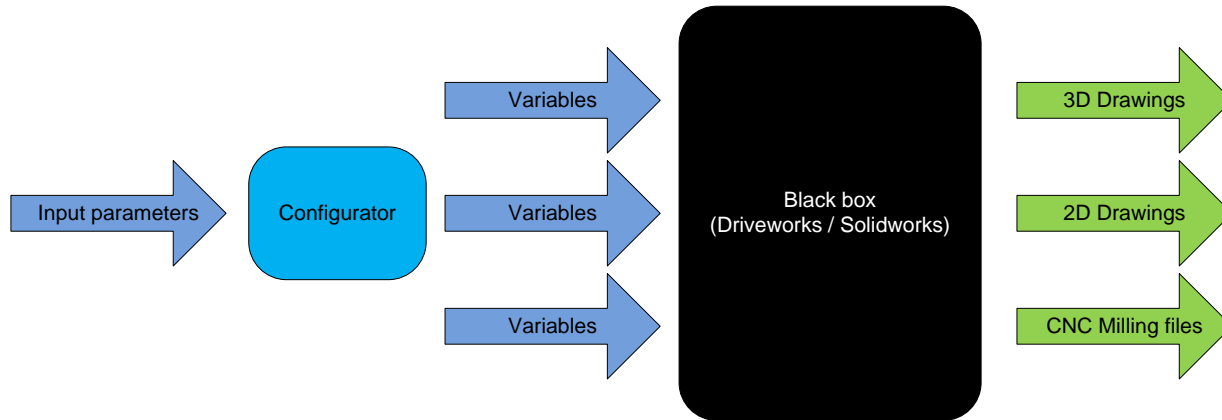 Input parameters
Configurator
Variables
Variables
Variables
Black box
(Driveworks / Solidworks)
3D Drawings
2D Drawings
CNC Milling files